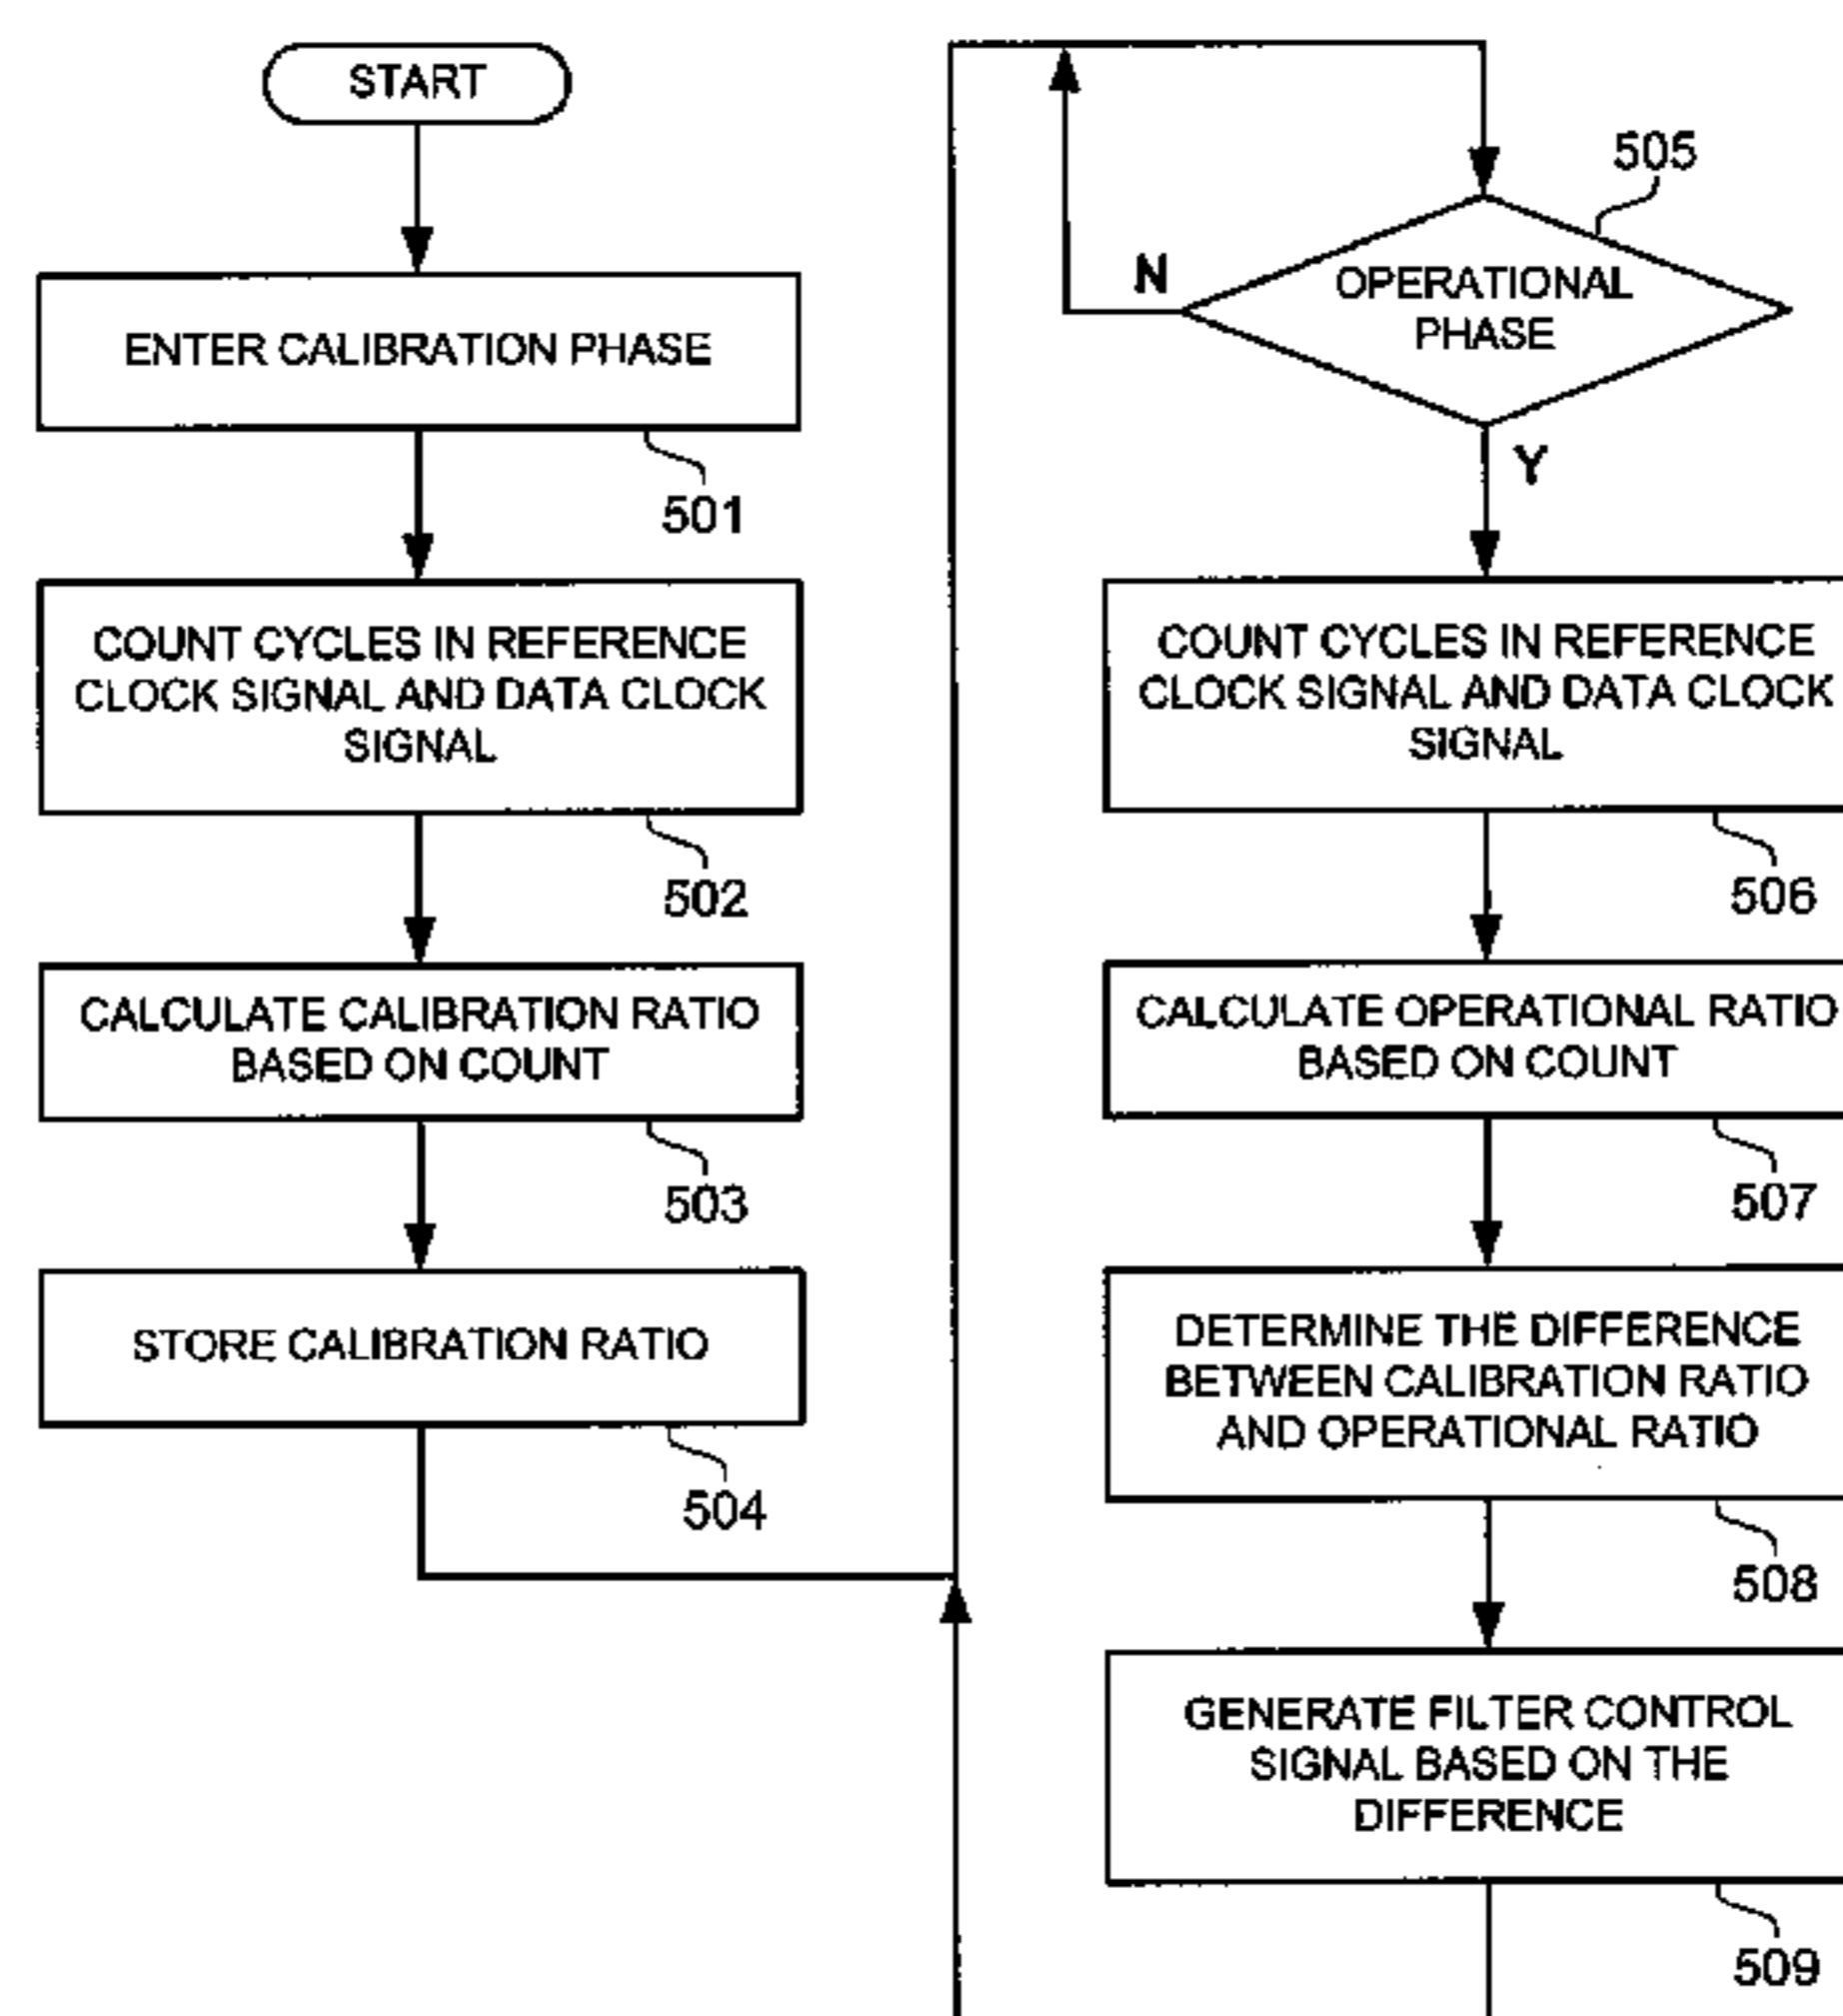 START
ENTER CALIBRATION PHASE
501
COUNT CYCLES IN REFERENCE
CLOCK SIGNAL AND DATA CLOCK
SIGNAL
502
CALCULATE CALIBRATION RATIO
BASED ON COUNT
503
STORE CALIBRATION RATIO
504
505
OPERATIONAL
PHASE
N
Y
COUNT CYCLES IN REFERENCE
CLOCK SIGNAL AND DATA CLOCK
SIGNAL
506
CALCULATE OPERATIONAL RATIO
BASED ON COUNT
507
DETERMINE THE DIFFERENCE
BETWEEN CALIBRATION RATIO
AND OPERATIONAL RATIO
508
GENERATE FILTER CONTROL
SIGNAL BASED ON THE
DIFFERENCE
509